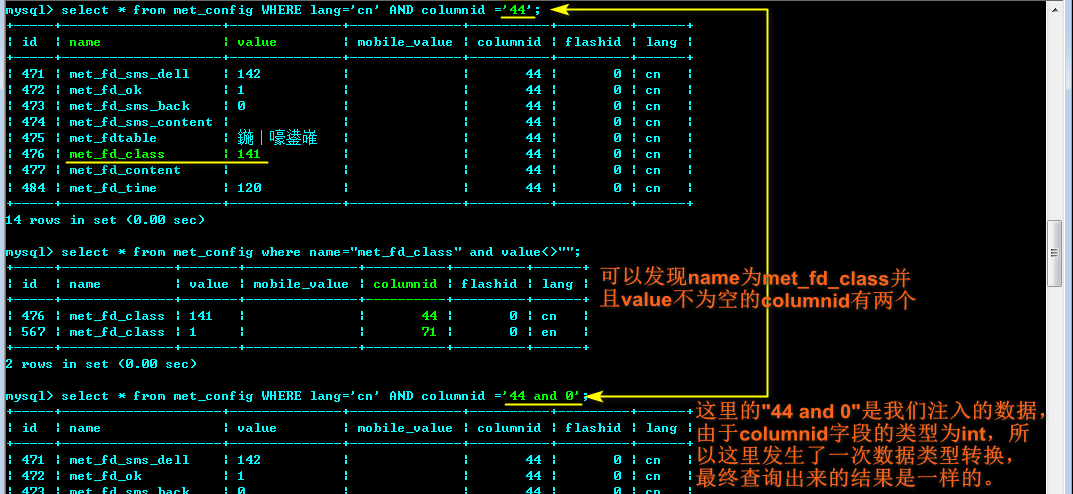 mysql> select * from met_config WHERE lang='cn' AND columnid ='44';
| id | name | value | mobile_value | columnid | flashid | lang |
| 471 | met_fd_sms_dell | 142 | | 44 | 0 | cn |
| 472 | met_fd_ok | 1 | | 44 | 0 | cn |
| 473 | met_fd_sms_back | 0 | | 44 | 0 | cn |
| 474 | met_fd_sms_content | | | 44 | 0 | cn |
| 475 | met_fdtable | | 44 | 0 | cn |
| 476 | met_fd_class | 141 | | 44 | 0 | cn |
| 477 | met_fd_content | | | 44 | 0 | cn |
| 484 | met_fd_time | 120 | | 44 | 0 | cn |
14 rows in set (0.00 sec)
mysql> select * from met_config where name="met_fd_class" and value<>"";
| id | name | value | mobile_value | columnid | flashid | lang |
| 476 | met_fd_class | 141 | | 44 | 0 | cn |
| 567 | met_fd_class | 1 | | 71 | 0 | en |
2 rows in set (0.00 sec)
可以发现name为met_fd_class并
且value不为空的columnid有两个
mysql> select * from met_config WHERE lang='cn' AND columnid ='44 and 0';
| id | name | value | mobile_value | columnid | flashid | lang |
| 471 | met_fd_sms_dell | 142 | | 44 | 0 | cn |
| 472 | met_fd_ok | 1 | | 44 | 0 | cn |
| 473 | met_fd_sms_back | 0 | | 44 | 0 | cn |
这里的"44 and 0"是我们注入的数据，
由于columnid字段的类型为int，所
以这里发生了一次数据类型转换，
最终查询出来的结果是一样的。